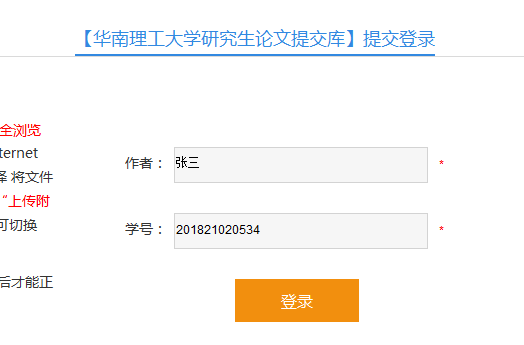 【华南理工大学研究生论文提交库】提交登录
全浏览
ternet
译 将文件
“上传附
可切换
后才能正
作者： 张三 *
学号： 201821020534 *
登录